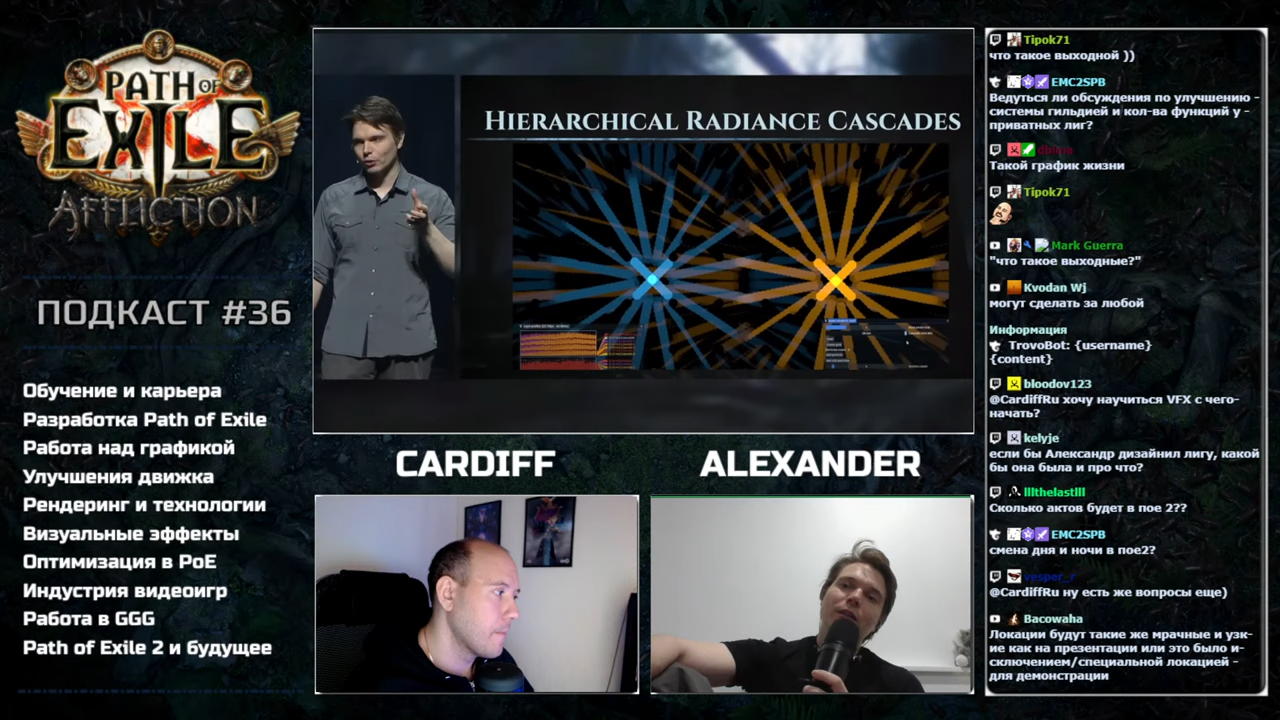 PATH OF
EXILE
AFFLICTION
ПОДКАСТ #36
Обучение и карьера
Разработка Path of Exile
Работа над графикой
Улучшения движка
Рендеринг и технологии
Визуальные эффекты
Оптимизация в PoE
Индустрия видеоигр
Работа в GGG
Path of Exile 2 и будущее
HIERARCHICAL RADIANCE CASCADES
CARDIFF
ALEXANDER
Tipok71
что такое выходной ))
EMC2SPB
Ведуться ли обсуждения по улучшению -
системы гильдией и кол-ва функций у -
приватных лиг?
Такой график жизни
Tipok71
Mark Guerra
"что такое выходные?"
Kvodan Wj
могут сделать за любой
Информация
TrovoBot: {username}
{content}
bloodov123
@CardiffRu хочу научиться VFX с чего-
начать?
kelyje
если бы Александр дизайнил лигу, какой
бы она была и про что?
lllthelastlll
Сколько актов будет в пое 2??
EMC2SPB
смена дня и ночи в пое2?
vesper_r
@CardiffRu ну есть же вопросы еще)
Bacowaha
Локации будут такие же мрачные и узк-
ие как на презентации или это было и-
сключением/специальной локацией -
для демонстрации